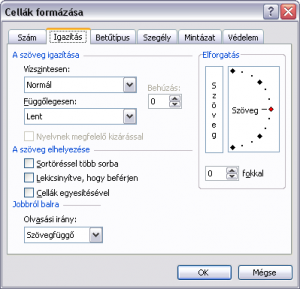 Cellák formázása
Szám Igazítás Betűtípus Szegély Mintázat Védelem
A szöveg igazítása
Vízszintesen:
Normál
Behúzás:
0
Függőlegesen:
Lent
Nyelvnek megfelelő kizárással
A szöveg elhelyezése
Sortöréssel több sorba
Lekicsinyítve, hogy beférjen
Cellák egyesítésével
Jobbról balra
Olvasási irány:
Szövegfüggő
Elforgatás
Szöveg
Szöveg
0 fokkal
OK Mégse